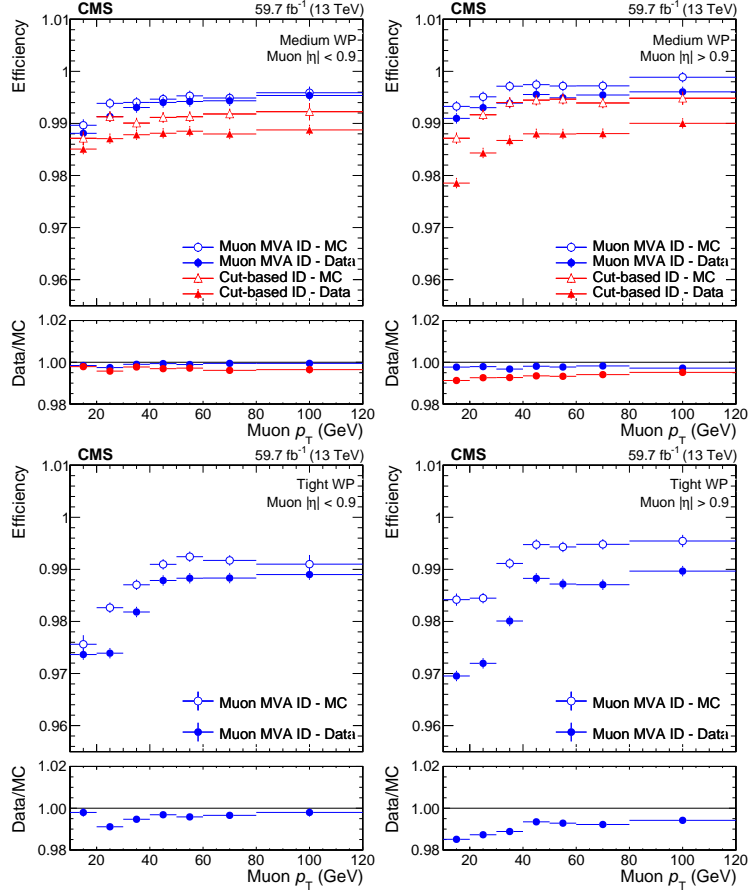 CMS 59.7 fb⁻¹ (13 TeV)
Efficiency
1.01
1
0.99
0.98
0.97
0.96
Medium WP
Muon |η| < 0.9
Muon MVA ID - MC
Muon MVA ID - Data
Cut-based ID - MC
Cut-based ID - Data
Data/MC
1.02
1.00
0.98
20 40 60 80 100 120
Muon p_T (GeV)
CMS 59.7 fb⁻¹ (13 TeV)
Efficiency
1.01
1
0.99
0.98
0.97
0.96
Medium WP
Muon |η| > 0.9
Muon MVA ID - MC
Muon MVA ID - Data
Cut-based ID - MC
Cut-based ID - Data
Data/MC
1.02
1.00
0.98
20 40 60 80 100 120
Muon p_T (GeV)
CMS 59.7 fb⁻¹ (13 TeV)
Efficiency
1.01
1
0.99
0.98
0.97
0.96
Tight WP
Muon |η| < 0.9
Muon MVA ID - MC
Muon MVA ID - Data
Data/MC
1.02
1.00
0.98
20 40 60 80 100 120
Muon p_T (GeV)
CMS 59.7 fb⁻¹ (13 TeV)
Efficiency
1.01
1
0.99
0.98
0.97
0.96
Tight WP
Muon |η| > 0.9
Muon MVA ID - MC
Muon MVA ID - Data
Data/MC
1.02
1.00
0.98
20 40 60 80 100 120
Muon p_T (GeV)